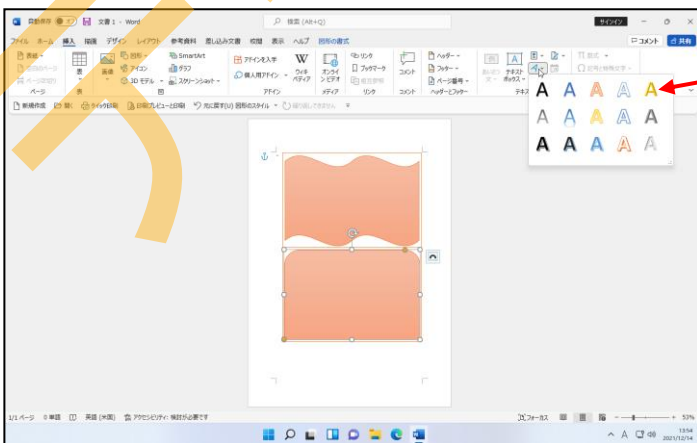 自動保存 文書 1 - Word 検索 (Alt+Q) サインイン
ファイル ホーム 挿入 描画 デザイン レイアウト 参考資料 差し込み文書 校閲 表示 ヘルプ 図形の書式 コメント 共有
表紙 図形 SmartArt アドインを入手 リンク ヘッダー
空白のページ 表 画像 アイコン グラフ 個人用アドイン ウィキペディア オンラインビデオ ブックマーク コメント フッター テキストボックス 記号と特殊文字
ページ区切り 3D モデル スクリーンショット 相互参照 ページ番号
ページ 表 図 アドイン メディア リンク コメント ヘッダーとフッター
A A A A A
A A A A A
A A A A A
新規作成 開く クイック印刷 印刷プレビューと印刷 元に戻す(U) 図形のスタイル
1/1 ページ 0 単語 英語 (米国) アクセシビリティ: 検討が必要です フォーカス 53%
A 13:54
2021/12/14